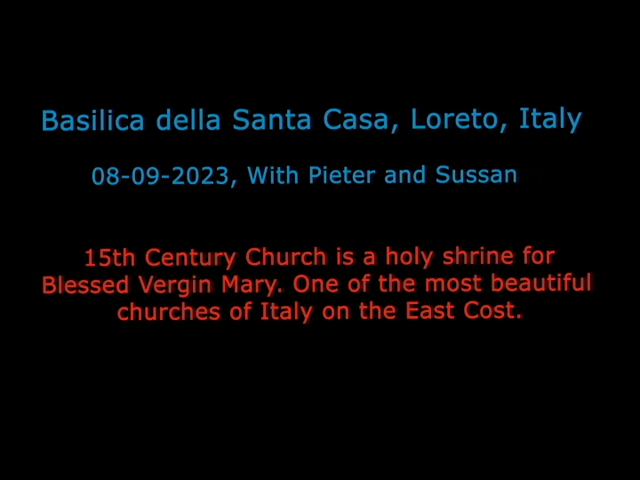 Basilica della Santa Casa, Loreto, Italy
08-09-2023, With Pieter and Sussan
15th Century Church is a holy shrine for
Blessed Vergin Mary. One of the most beautiful
churches of Italy on the East Cost.